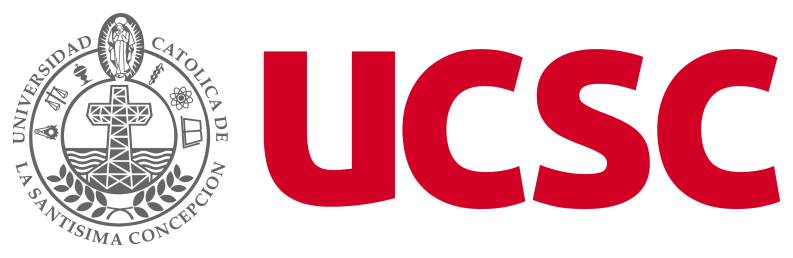 UNIVERSIDAD CATOLICA DE
LA SANTISIMA CONCEPCION
UCSC